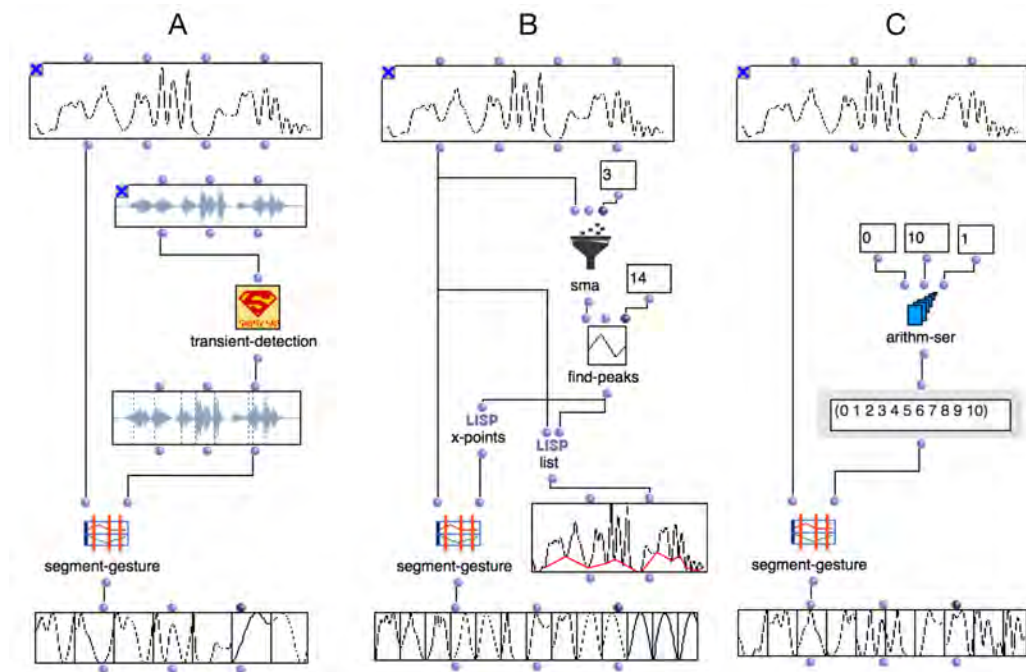 A
B
C
3
0
10
1
sma
14
arithm-ser
transient-detection
find-peaks
(0 1 2 3 4 5 6 7 8 9 10)
LISP
x-points
LISP
list
segment-gesture
segment-gesture
segment-gesture